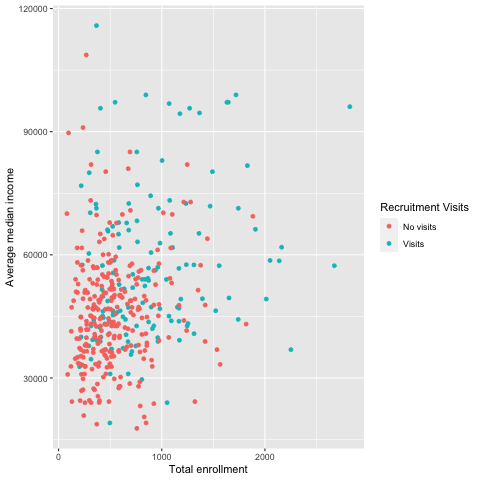 120000
90000
60000
30000
Average median income
0
1000
2000
Total enrollment
Recruitment Visits
No visits
Visits